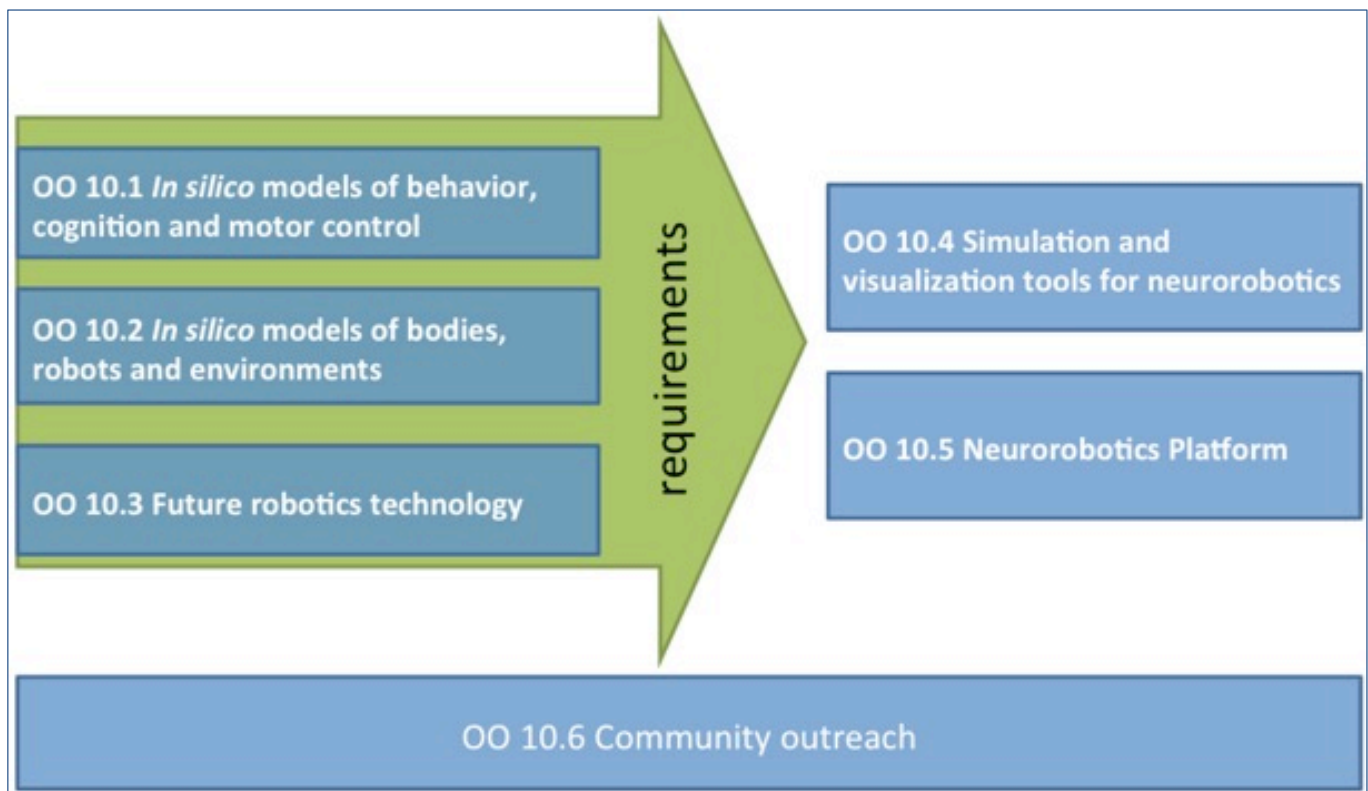 OO 10.1 In silico models of behavior,
cognition and motor control
OO 10.2 In silico models of bodies,
robots and environments
OO 10.3 Future robotics technology
requirements
OO 10.4 Simulation and
visualization tools for neurorobotics
OO 10.5 Neurorobotics Platform
OO 10.6 Community outreach